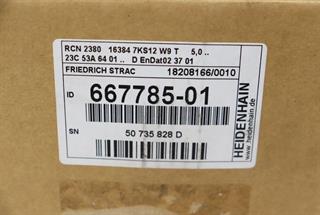 RCN 2380 16384 7KS12 W9 T 5,0 ..
23C 53A 64 01 .. D EnDat02 37 01
FRIEDRICH STRAC 18208166/0010
ID 667785-01
SN 50 735 828 D
HEIDENHAIN
www.heidenhain.de